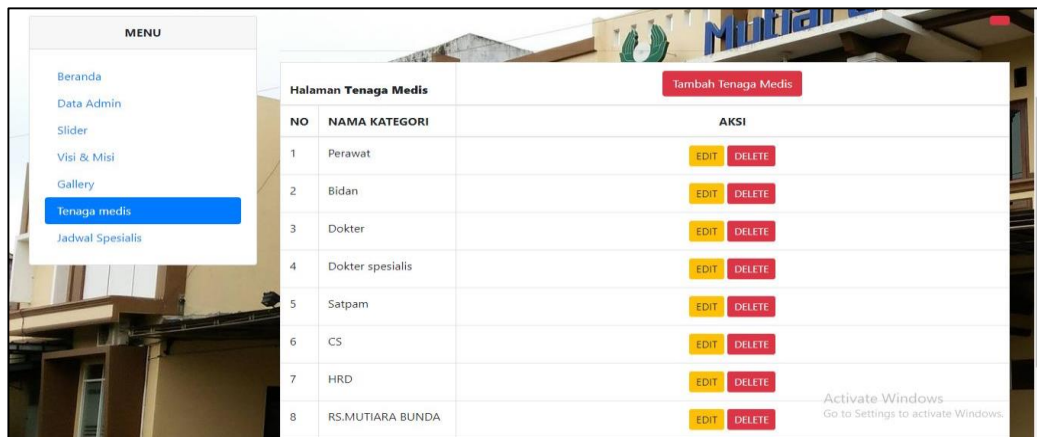 Mutiara
MENU
Beranda
Data Admin
Slider
Visi & Misi
Gallery
Tenaga medis
Jadwal Spesialis
Halaman Tenaga Medis
Tambah Tenaga Medis
NO NAMA KATEGORI AKSI
1 Perawat EDIT DELETE
2 Bidan EDIT DELETE
3 Dokter EDIT DELETE
4 Dokter spesialis EDIT DELETE
5 Satpam EDIT DELETE
6 CS EDIT DELETE
7 HRD EDIT DELETE
8 RS.MUTIARA BUNDA EDIT DELETE
Activate Windows
Go to Settings to activate Windows.